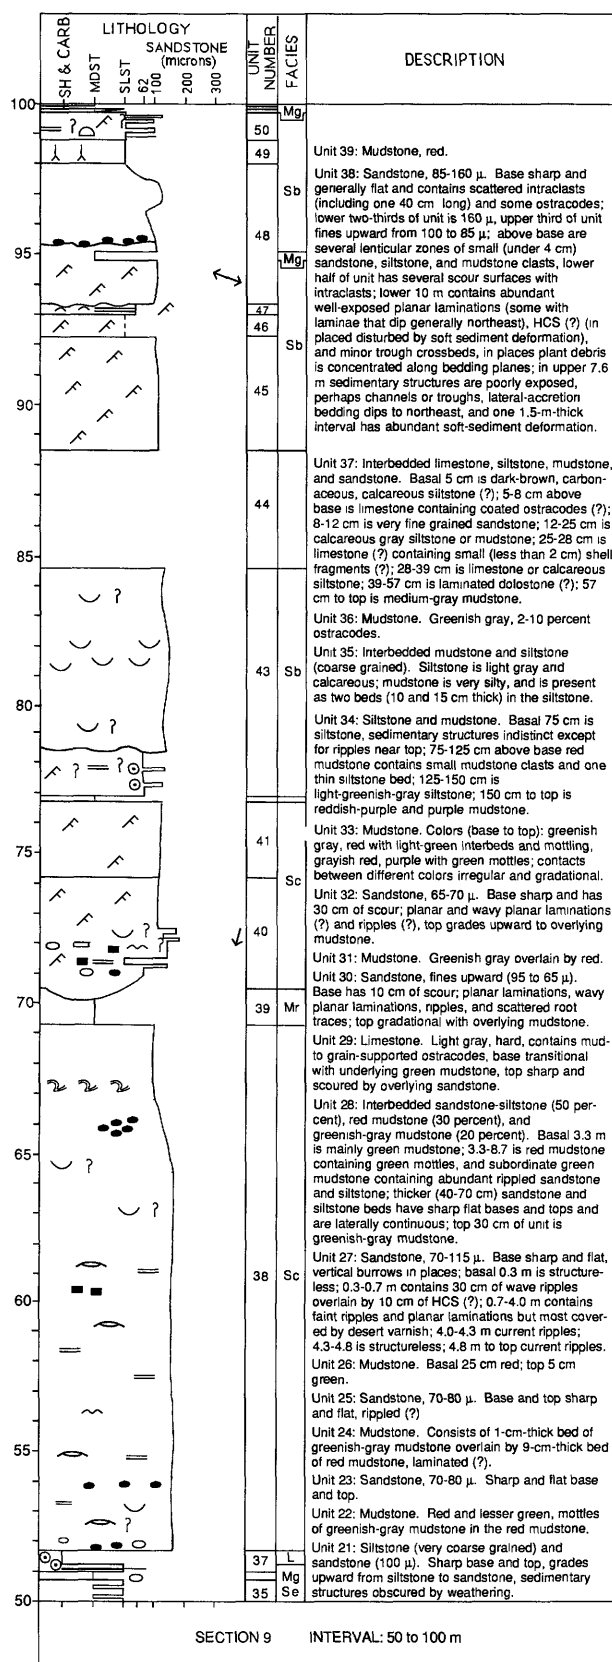 LITHOLOGY
SANDSTONE
(microns)
SH & CARB
MDST
SLST
62
100
200
300
UNIT NUMBER
FACIES
DESCRIPTION
100
95
90
85
80
75
70
65
60
55
50
50
49
48
47
46
45
44
43
41
40
39
38
37
35
Mg
Sb
Mg
Sb
Sb
Sc
Mr
Sc
L
Mg
Se
?
?
?
?
?
?
?
?
?
?
?
Unit 39: Mudstone, red.
Unit 38: Sandstone, 85-160 µ. Base sharp and
generally flat and contains scattered intraclasts
(including one 40 cm long) and some ostracodes;
lower two-thirds of unit is 160 µ, upper third of unit
fines upward from 100 to 85 µ; above base are
several lenticular zones of small (under 4 cm)
sandstone, siltstone, and mudstone clasts, lower
half of unit has several scour surfaces with
intraclasts; lower 10 m contains abundant
well-exposed planar laminations (some with
laminae that dip generally northeast), HCS (?) (in
placed disturbed by soft sediment deformation),
and minor trough crossbeds, in places plant debris
is concentrated along bedding planes; in upper 7.6
m sedimentary structures are poorly exposed,
perhaps channels or troughs, lateral-accretion
bedding dips to northeast, and one 1.5-m-thick
interval has abundant soft-sediment deformation.
Unit 37: Interbedded limestone, siltstone, mudstone,
and sandstone. Basal 5 cm is dark-brown, carbon-
aceous, calcareous siltstone (?); 5-8 cm above
base is limestone containing coated ostracodes (?);
8-12 cm is very fine grained sandstone; 12-25 cm is
calcareous gray siltstone or mudstone; 25-28 cm is
limestone (?) containing small (less than 2 cm) shell
fragments (?); 28-39 cm is limestone or calcareous
siltstone; 39-57 cm is laminated dolostone (?); 57
cm to top is medium-gray mudstone.
Unit 36: Mudstone. Greenish gray, 2-10 percent
ostracodes.
Unit 35: Interbedded mudstone and siltstone
(coarse grained). Siltstone is light gray and
calcareous; mudstone is very silty, and is present
as two beds (10 and 15 cm thick) in the siltstone.
Unit 34: Siltstone and mudstone. Basal 75 cm is
siltstone, sedimentary structures indistinct except
for ripples near top; 75-125 cm above base red
mudstone contains small mudstone clasts and one
thin siltstone bed; 125-150 cm is
light-greenish-gray siltstone; 150 cm to top is
reddish-purple and purple mudstone.
Unit 33: Mudstone. Colors (base to top): greenish
gray, red with light-green interbeds and mottling,
grayish red, purple with green mottles; contacts
between different colors irregular and gradational.
Unit 32: Sandstone, 65-70 µ. Base sharp and has
30 cm of scour; planar and wavy planar laminations
(?) and ripples (?), top grades upward to overlying
mudstone.
Unit 31: Mudstone. Greenish gray overlain by red.
Unit 30: Sandstone, fines upward (95 to 65 µ).
Base has 10 cm of scour; planar laminations, wavy
planar laminations, ripples, and scattered root
traces; top gradational with overlying mudstone.
Unit 29: Limestone. Light gray, hard, contains mud-
to grain-supported ostracodes, base transitional
with underlying green mudstone, top sharp and
scoured by overlying sandstone.
Unit 28: Interbedded sandstone-siltstone (50 per-
cent), red mudstone (30 percent), and
greenish-gray mudstone (20 percent). Basal 3.3 m
is mainly green mudstone; 3.3-8.7 is red mudstone
containing green mottles, and subordinate green
mudstone containing abundant rippled sandstone
and siltstone; thicker (40-70 cm) sandstone and
siltstone beds have sharp flat bases and tops and
are laterally continuous; top 30 cm of unit is
greenish-gray mudstone.
Unit 27: Sandstone, 70-115 µ. Base sharp and flat,
vertical burrows in places; basal 0.3 m is structure-
less; 0.3-0.7 m contains 30 cm of wave ripples
overlain by 10 cm of HCS (?); 0.7-4.0 m contains
faint ripples and planar laminations but most cover-
ed by desert varnish; 4.0-4.3 m current ripples;
4.3-4.8 is structureless; 4.8 m to top current ripples.
Unit 26: Mudstone. Basal 25 cm red; top 5 cm
green.
Unit 25: Sandstone, 70-80 µ. Base and top sharp
and flat, rippled (?)
Unit 24: Mudstone. Consists of 1-cm-thick bed of
greenish-gray mudstone overlain by 9-cm-thick bed
of red mudstone, laminated (?).
Unit 23: Sandstone, 70-80 µ. Sharp and flat base
and top.
Unit 22: Mudstone. Red and lesser green, mottles
of greenish-gray mudstone in the red mudstone.
Unit 21: Siltstone (very coarse grained) and
sandstone (100 µ). Sharp base and top, grades
upward from siltstone to sandstone, sedimentary
structures obscured by weathering.
SECTION 9 INTERVAL: 50 to 100 m